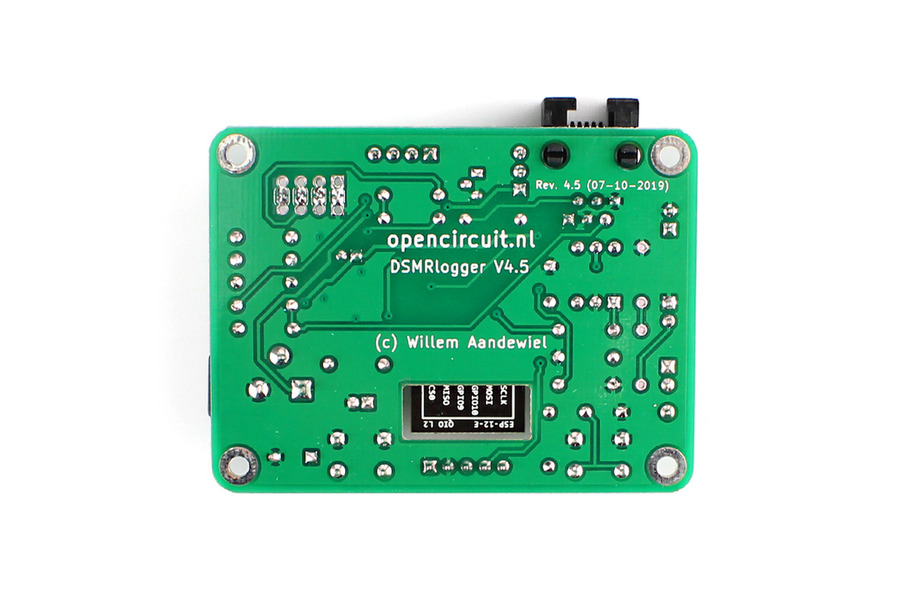 Rev. 4.5 (07-10-2019)
opencircuit.nl
DSMRlogger V4.5
(c) Willem Aandewiel
SCLK
MOSI
GPIO10
GPIO9
MISO
CS0
ESP-12-E
QIO L2